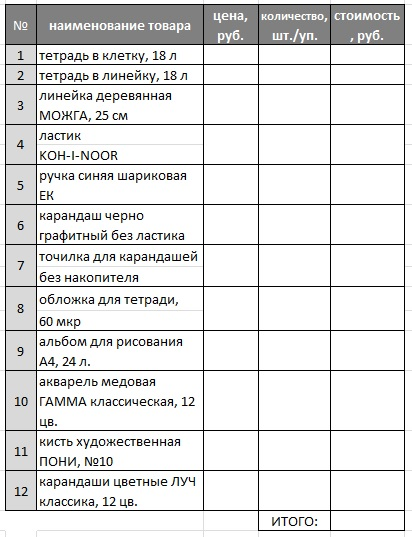 № наименование товара цена, руб. количество, шт./уп. стоимость , руб.
1 тетрадь в клетку, 18 л
2 тетрадь в линейку, 18 л
3 линейка деревянная
МОЖГА, 25 см
4 ластик
KOH-I-NOOR
5 ручка синяя шариковая
ЕК
6 карандаш черно
графитный без ластика
7 точилка для карандашей
без накопителя
8 обложка для тетради,
60 мкр
9 альбом для рисования
А4, 24 л.
10 акварель медовая
ГАММА классическая, 12
цв.
11 кисть художественная
ПОНИ, №10
12 карандаши цветные ЛУЧ
классика, 12 цв.
ИТОГО: